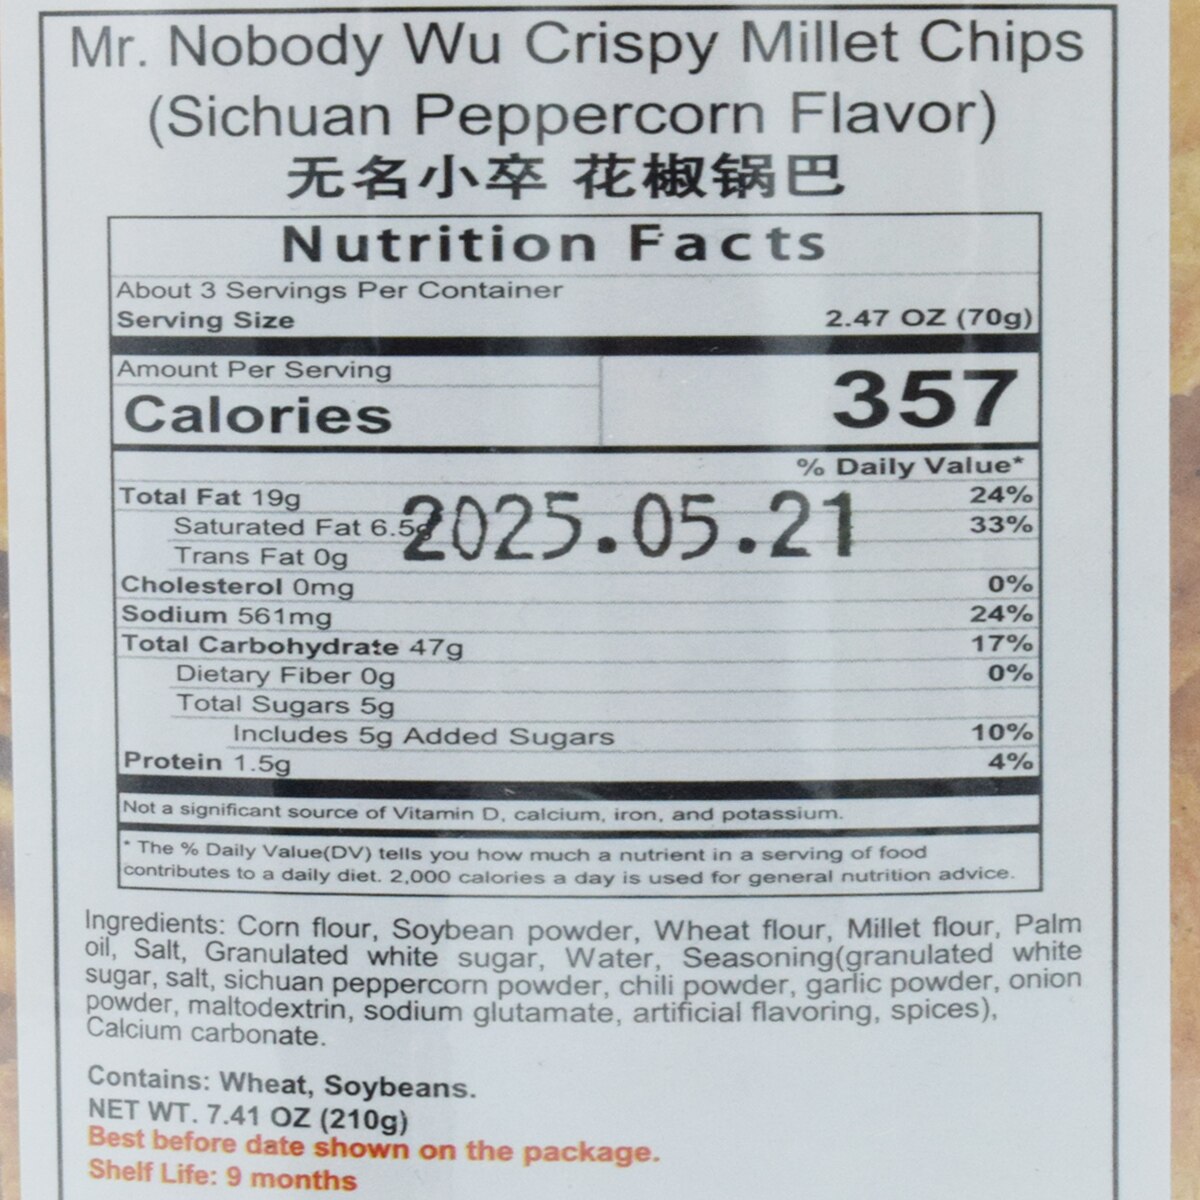 Mr. Nobody Wu Crispy Millet Chips
(Sichuan Peppercorn Flavor)
无名小卒 花椒锅巴
Nutrition Facts
About 3 Servings Per Container
Serving Size 2.47 OZ (70g)
Amount Per Serving
Calories 357
% Daily Value*
Total Fat 19g 24%
Saturated Fat 6.5g 33%
2025.05.21
Trans Fat 0g
Cholesterol 0mg 0%
Sodium 561mg 24%
Total Carbohydrate 47g 17%
Dietary Fiber 0g 0%
Total Sugars 5g
Includes 5g Added Sugars 10%
Protein 1.5g 4%
Not a significant source of Vitamin D, calcium, iron, and potassium.
* The % Daily Value(DV) tells you how much a nutrient in a serving of food
contributes to a daily diet. 2,000 calories a day is used for general nutrition advice.
Ingredients: Corn flour, Soybean powder, Wheat flour, Millet flour, Palm
oil, Salt, Granulated white sugar, Water, Seasoning(granulated white
sugar, salt, sichuan peppercorn powder, chili powder, garlic powder, onion
powder, maltodextrin, sodium glutamate, artificial flavoring, spices),
Calcium carbonate.
Contains: Wheat, Soybeans.
NET WT. 7.41 OZ (210g)
Best before date shown on the package.
Shelf Life: 9 months